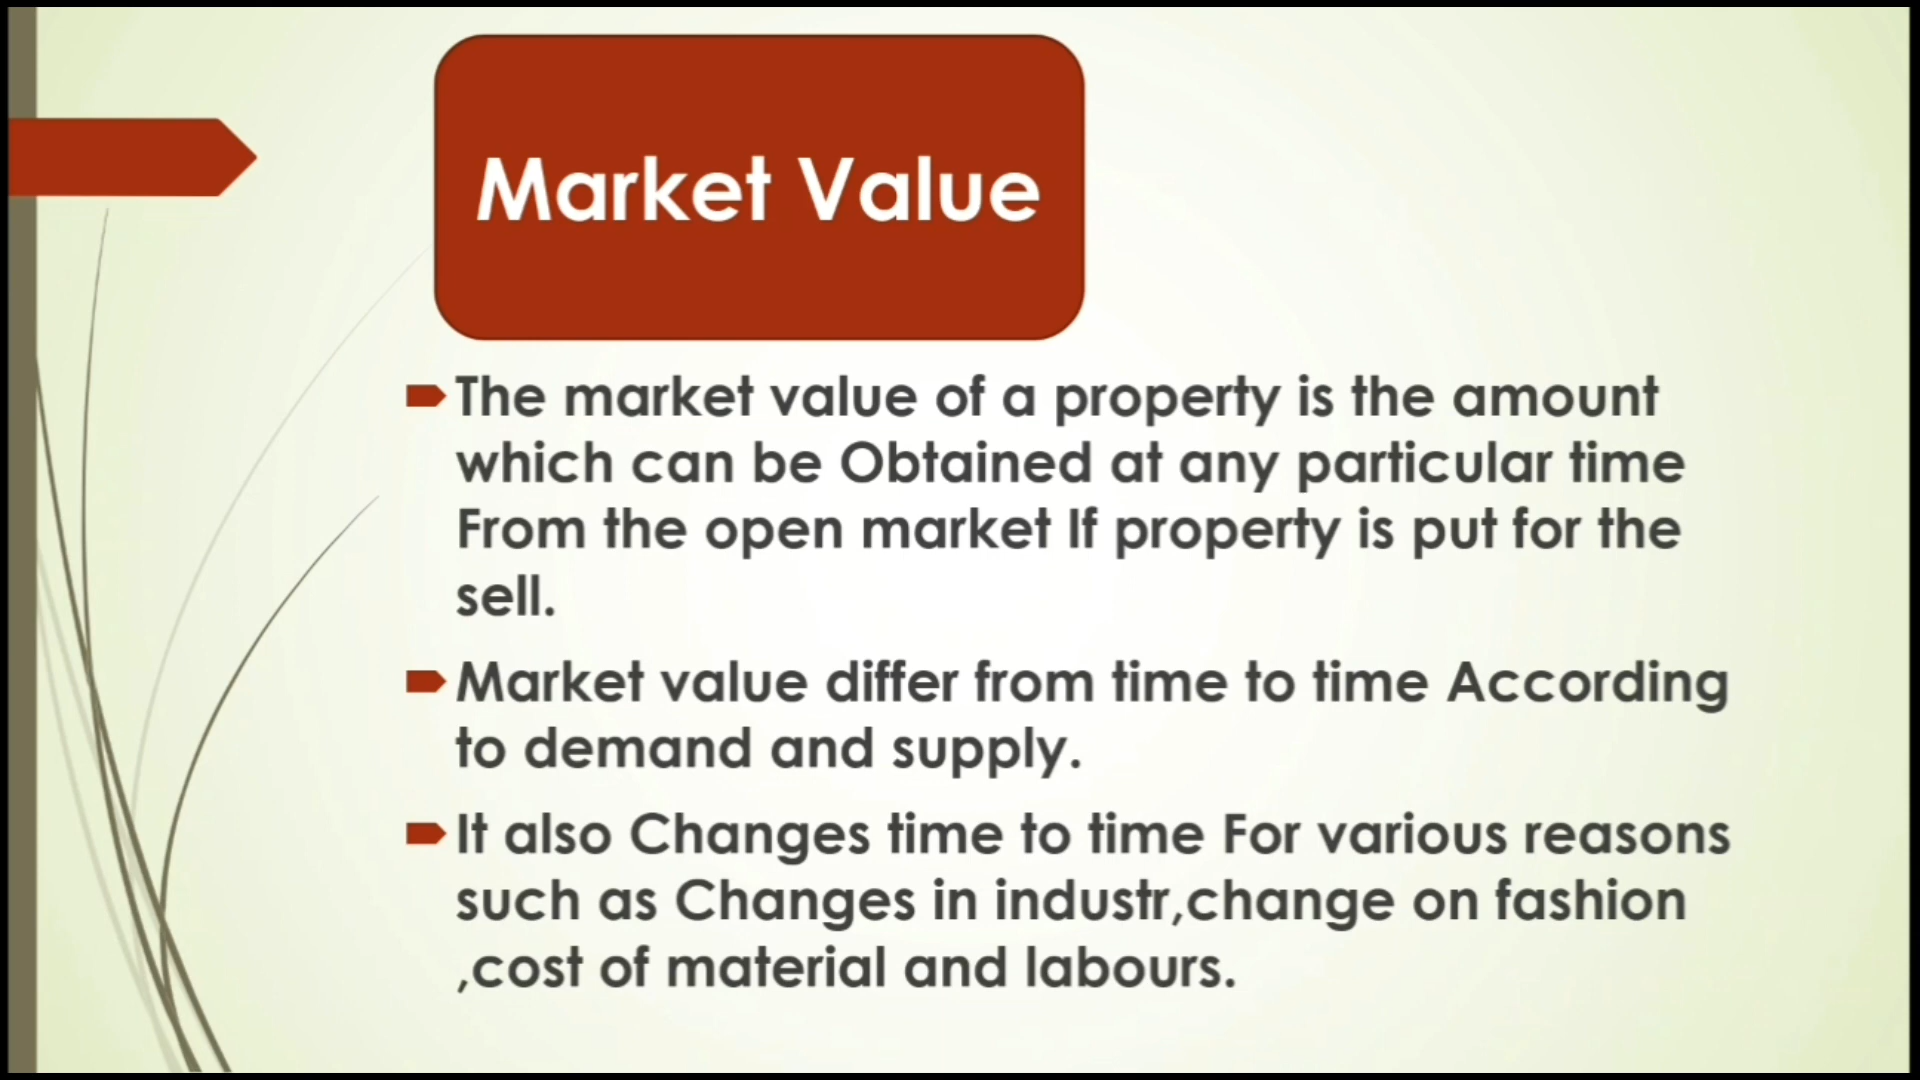 Market Value
The market value of a property is the amount
which can be Obtained at any particular time
From the open market If property is put for the
sell.
Market value differ from time to time According
to demand and supply.
It also Changes time to time For various reasons
such as Changes in industr,change on fashion
,cost of material and labours.